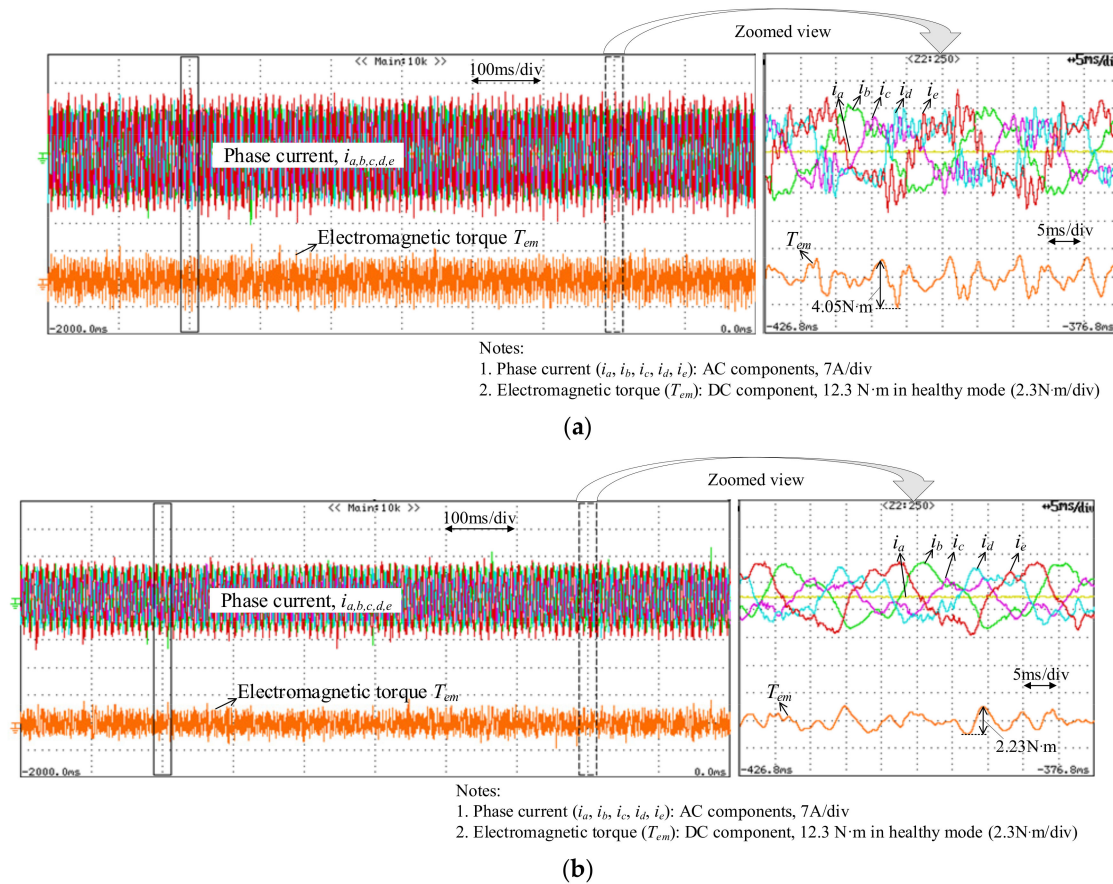 (a)
Zoomed view
<< Main:10k >>
100ms/div
Phase current, ia,b,c,d,e
Electromagnetic torque Tem
-2000.0ms
0.0ms
<Z2:250>
↔5ms/div
ia ib ic id ie
5ms/div
Tem
4.05N·m
-426.8ms
-376.8ms
Notes:
1. Phase current (ia, ib, ic, id, ie): AC components, 7A/div
2. Electromagnetic torque (Tem): DC component, 12.3 N·m in healthy mode (2.3N·m/div)
(a)
Zoomed view
<< Main:10k >>
100ms/div
Phase current, ia,b,c,d,e
Electromagnetic torque Tem
-2000.0ms
0.0ms
<Z2:250>
↔5ms/div
ia ib ic id ie
5ms/div
Tem
2.23N·m
-426.8ms
-376.8ms
Notes:
1. Phase current (ia, ib, ic, id, ie): AC components, 7A/div
2. Electromagnetic torque (Tem): DC component, 12.3 N·m in healthy mode (2.3N·m/div)
(b)